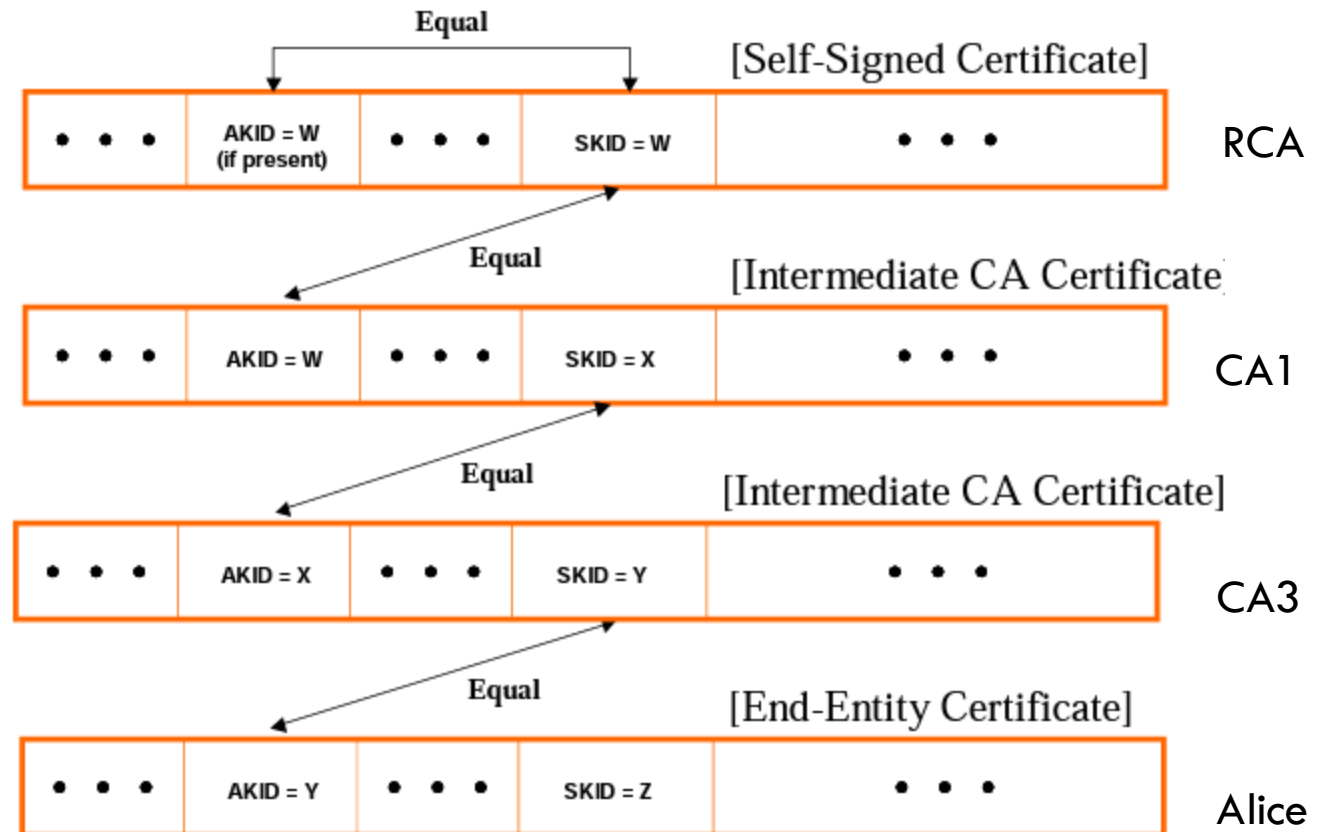 Equal
[Self-Signed Certificate]
• • •
AKID = W
(if present)
• • •
SKID = W
• • •
RCA
Equal
[Intermediate CA Certificate]
• • •
AKID = W
• • •
SKID = X
• • •
CA1
Equal
[Intermediate CA Certificate]
• • •
AKID = X
• • •
SKID = Y
• • •
CA3
Equal
[End-Entity Certificate]
• • •
AKID = Y
• • •
SKID = Z
• • •
Alice